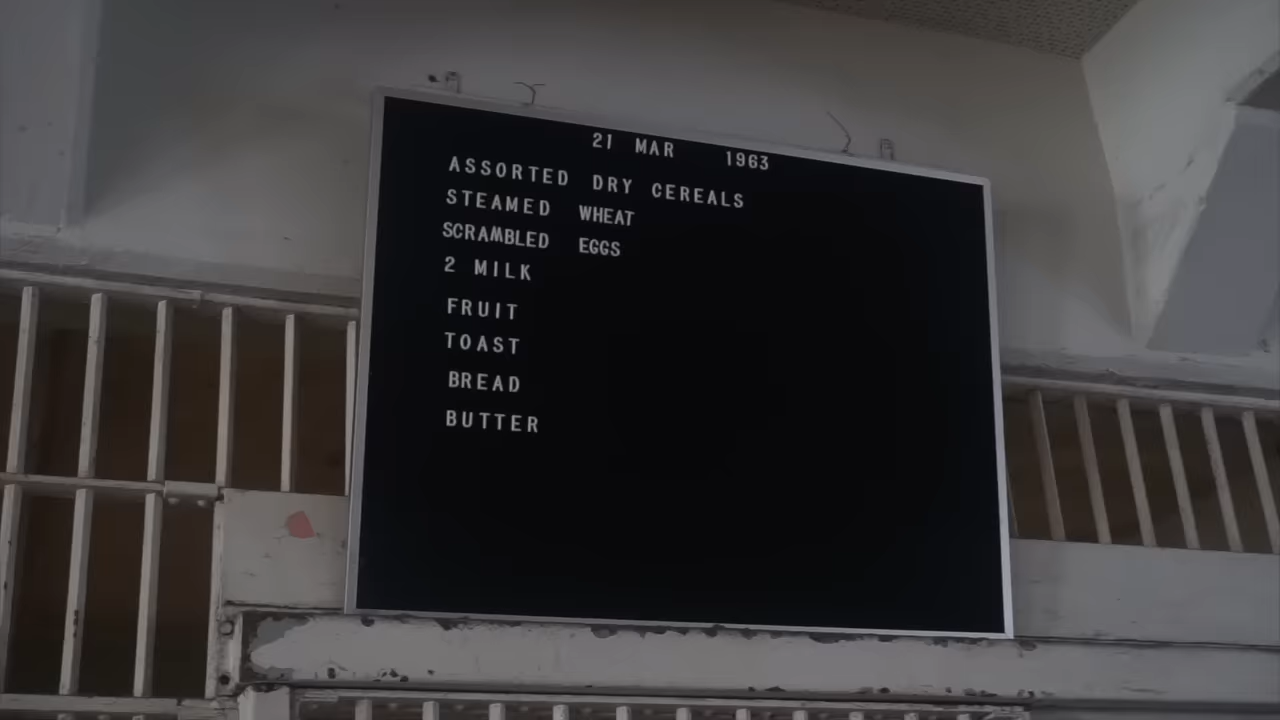 21 MAR 1963
ASSORTED DRY CEREALS
STEAMED WHEAT
SCRAMBLED EGGS
2 MILK
FRUIT
TOAST
BREAD
BUTTER